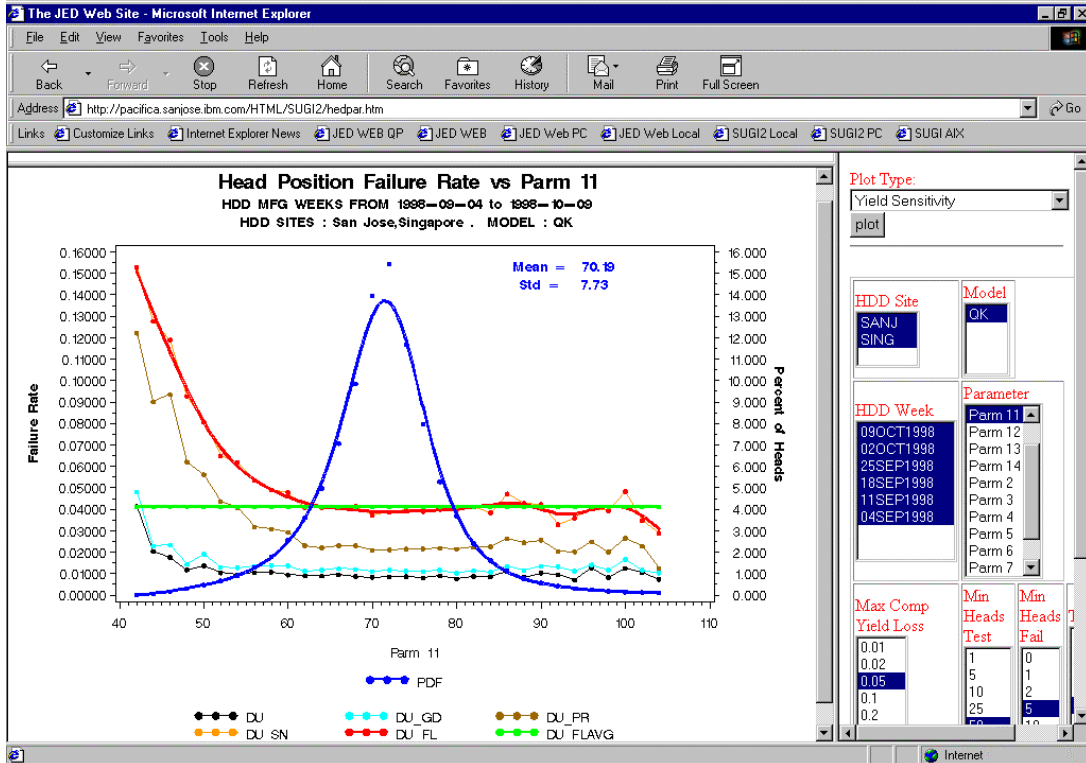 The JED Web Site - Microsoft Internet Explorer
File Edit View Favorites Tools Help
Back Forward Stop Refresh Home Search Favorites History Mail Print Full Screen
Address http://pacifica.sanjose.ibm.com/HTML/SUGI2/hedpar.htm Go
Links Customize Links Internet Explorer News JED WEB QP JED WEB JED Web PC JED Web Local SUGI2 Local SUGI2 PC SUGI AIX
Head Position Failure Rate vs Parm 11
HDD MFG WEEKS FROM 1998-09-04 to 1998-10-09
HDD SITES : San Jose,Singapore . MODEL : QK
Mean = 70.19
Std = 7.73
Failure Rate
0.16000
0.15000
0.14000
0.13000
0.12000
0.11000
0.10000
0.09000
0.08000
0.07000
0.06000
0.05000
0.04000
0.03000
0.02000
0.01000
0.00000
16.000
15.000
14.000
13.000
12.000
11.000
10.000
9.000
8.000
7.000
6.000
5.000
4.000
3.000
2.000
1.000
0.000
Percent of Heads
40 50 60 70 80 90 100 110
Parm 11
PDF
DU DU_GD DU_PR
DU_SN DU_FL DU_FLAVG
Plot Type:
Yield Sensitivity
plot
HDD Site
SANJ
SING
Model
QK
HDD Week
09OCT1998
02OCT1998
25SEP1998
18SEP1998
11SEP1998
04SEP1998
Parameter
Parm 11
Parm 12
Parm 13
Parm 14
Parm 2
Parm 3
Parm 4
Parm 5
Parm 6
Parm 7
Max Comp
Yield Loss
0.01
0.02
0.05
0.1
0.2
Min
Heads
Test
1
5
10
25
50
Min
Heads
Fail
0
1
2
5
10
Internet